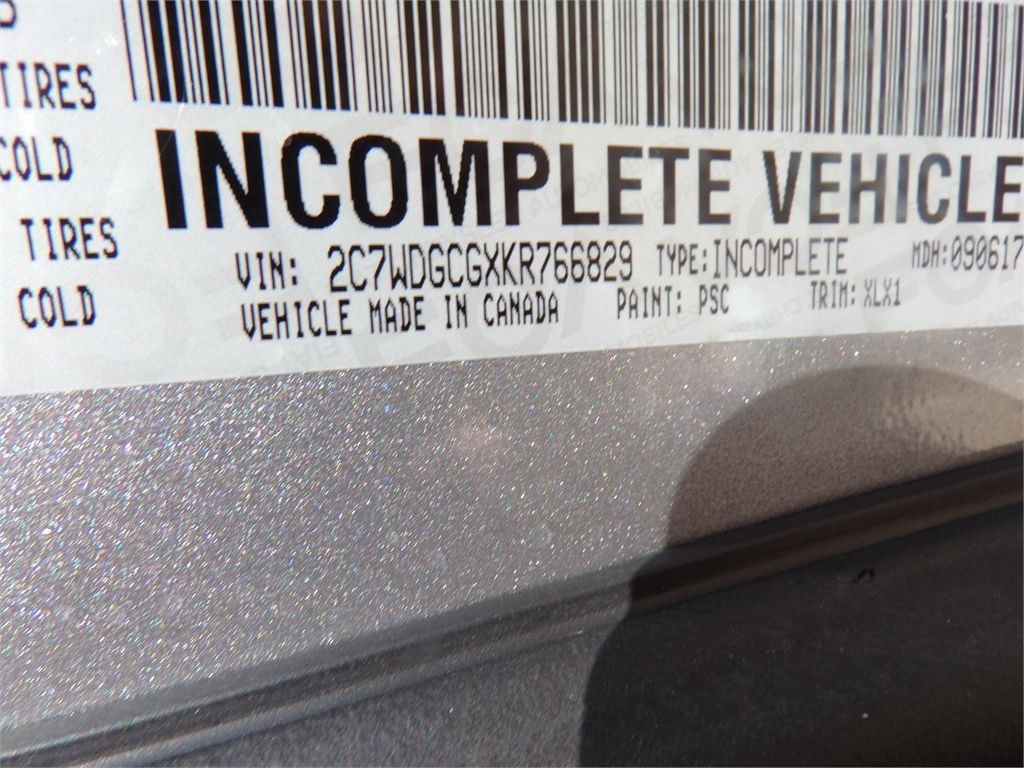 TIRES
COLD
INCOMPLETE VEHICLE
TIRES
VIN: 2C7WDGCGXKR766829 TYPE: INCOMPLETE MDH: 090617
COLD
VEHICLE MADE IN CANADA PAINT: PSC TRIM: XLX1